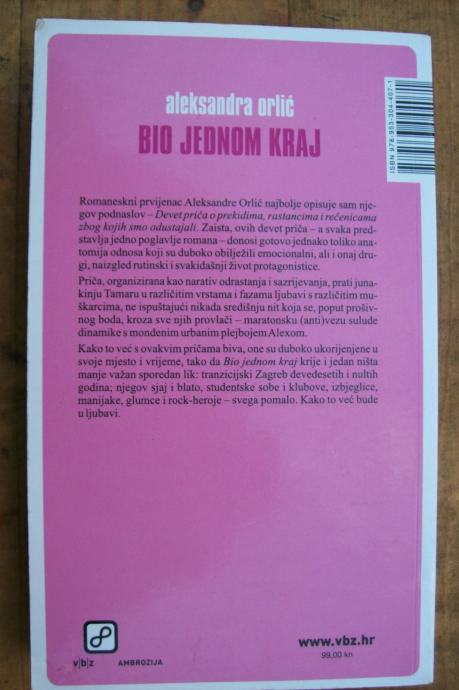 aleksandra orlić
BIO JEDNOM KRAJ
ISBN 978-953-304-407-1
Romaneskni prvijenac Aleksandre Orlić najbolje opisuje sam nje-
gov podnaslov – Devet priča o prekidima, rastancima i rečenicama
zbog kojih smo odustajali. Zaista, ovih devet priča – a svaka pred-
stavlja jedno poglavlje romana – donosi gotovo jednako toliko ana-
tomija odnosa koji su duboko obilježili emocionalni, ali i onaj dru-
gi, naizgled rutinski i svakidašnji život protagonistice.
Priča, organizirana kao narativ odrastanja i sazrijevanja, prati juna-
kinju Tamaru u različitim vrstama i fazama ljubavi s različitim mu-
škarcima, ne ispuštajući nikada središnju nit koja se, poput prošiv-
nog boda, kroza sve njih provlači – maratonsku (anti)vezu sulude
dinamike s mondenim urbanim plejbojem Alexom.
Kako to već s ovakvim pričama biva, one su duboko ukorijenjene u
svoje mjesto i vrijeme, tako da Bio jednom kraj krije i jedan ništa
manje važan sporedan lik: tranzicijski Zagreb devedesetih i nultih
godina; njegov sjaj i blato, studentske sobe i klubove, izbjeglice,
manijake, glumce i rock-heroje – svega pomalo. Kako to već bude
u ljubavi.
v|b|z
AMBROZIJA
www.vbz.hr
99,00 kn